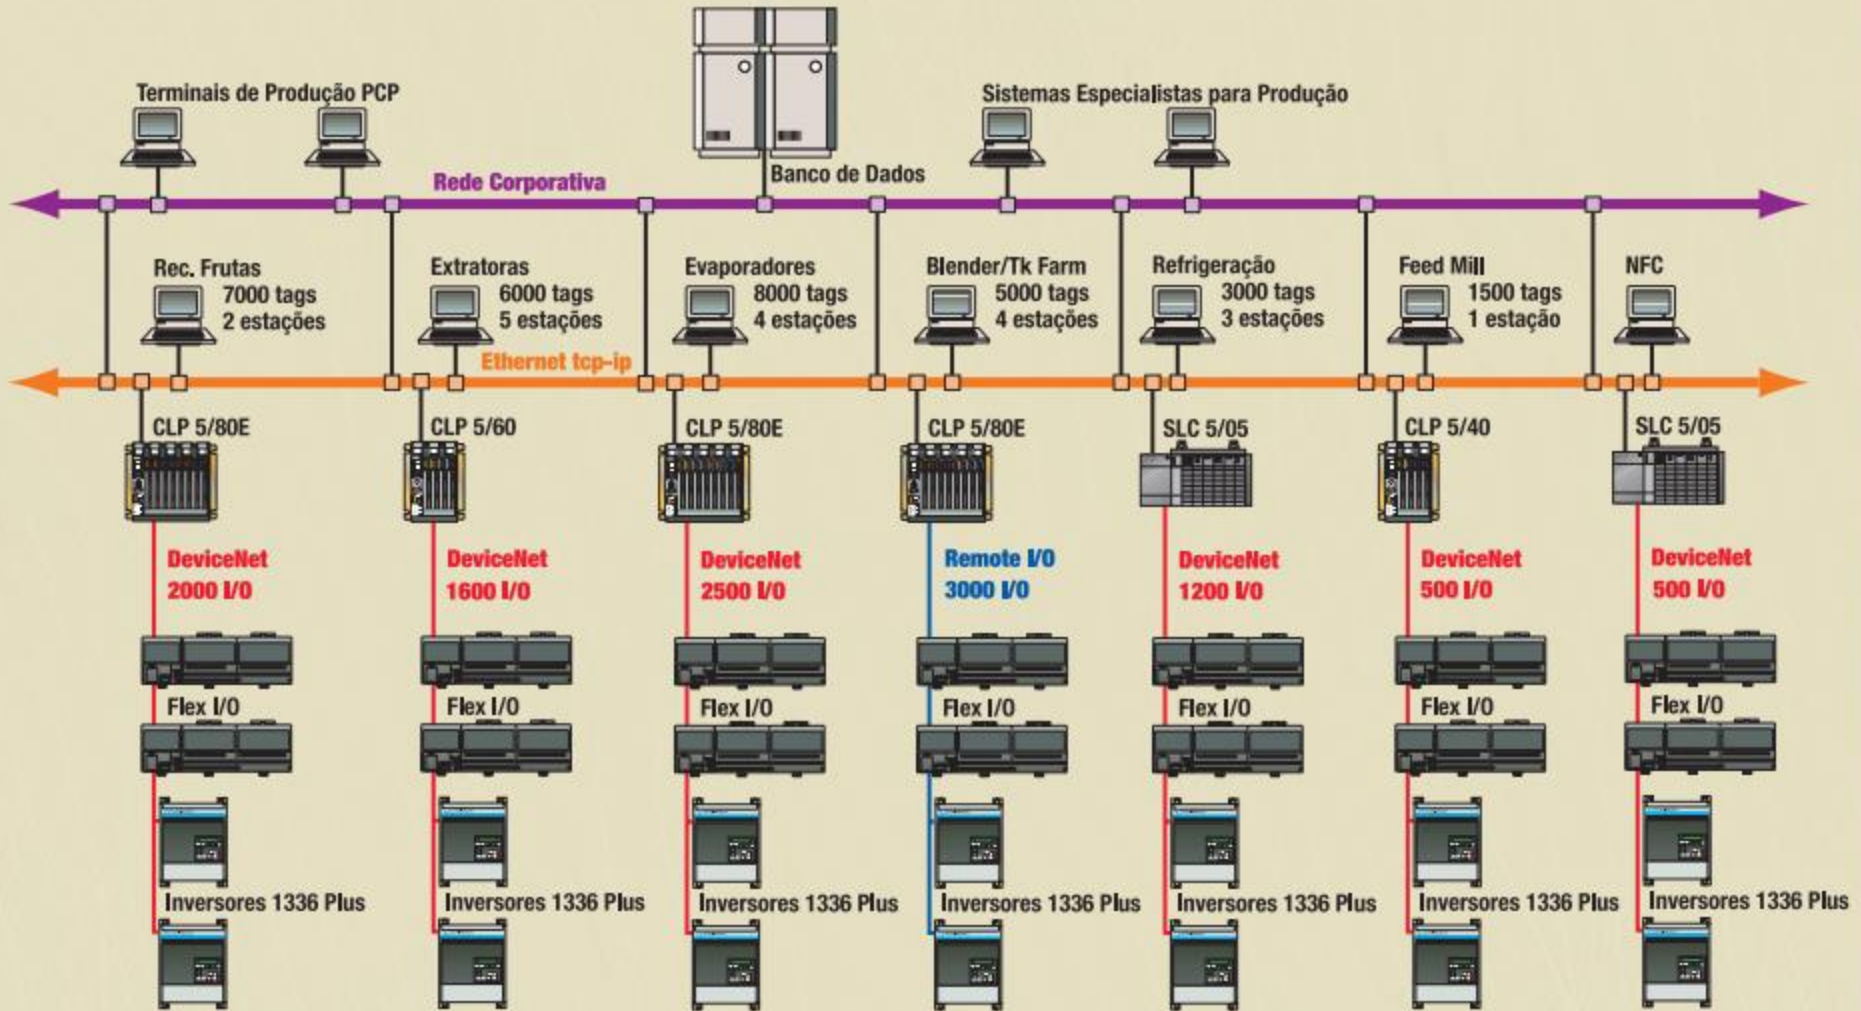 Terminais de Produção PCP
Sistemas Especialistas para Produção
Banco de Dados
Rede Corporativa
Rec. Frutas
7000 tags
2 estações
Extratoras
6000 tags
5 estações
Evaporadores
8000 tags
4 estações
Blender/Tk Farm
5000 tags
4 estações
Refrigeração
3000 tags
3 estações
Feed Mill
1500 tags
1 estação
NFC
Ethernet tcp-ip
CLP 5/80E
CLP 5/60
CLP 5/80E
CLP 5/80E
SLC 5/05
CLP 5/40
SLC 5/05
DeviceNet
2000 I/O
DeviceNet
1600 I/O
DeviceNet
2500 I/O
Remote I/O
3000 I/O
DeviceNet
1200 I/O
DeviceNet
500 I/O
DeviceNet
500 I/O
Flex I/O
Flex I/O
Flex I/O
Flex I/O
Flex I/O
Flex I/O
Flex I/O
Inversores 1336 Plus
Inversores 1336 Plus
Inversores 1336 Plus
Inversores 1336 Plus
Inversores 1336 Plus
Inversores 1336 Plus
Inversores 1336 Plus